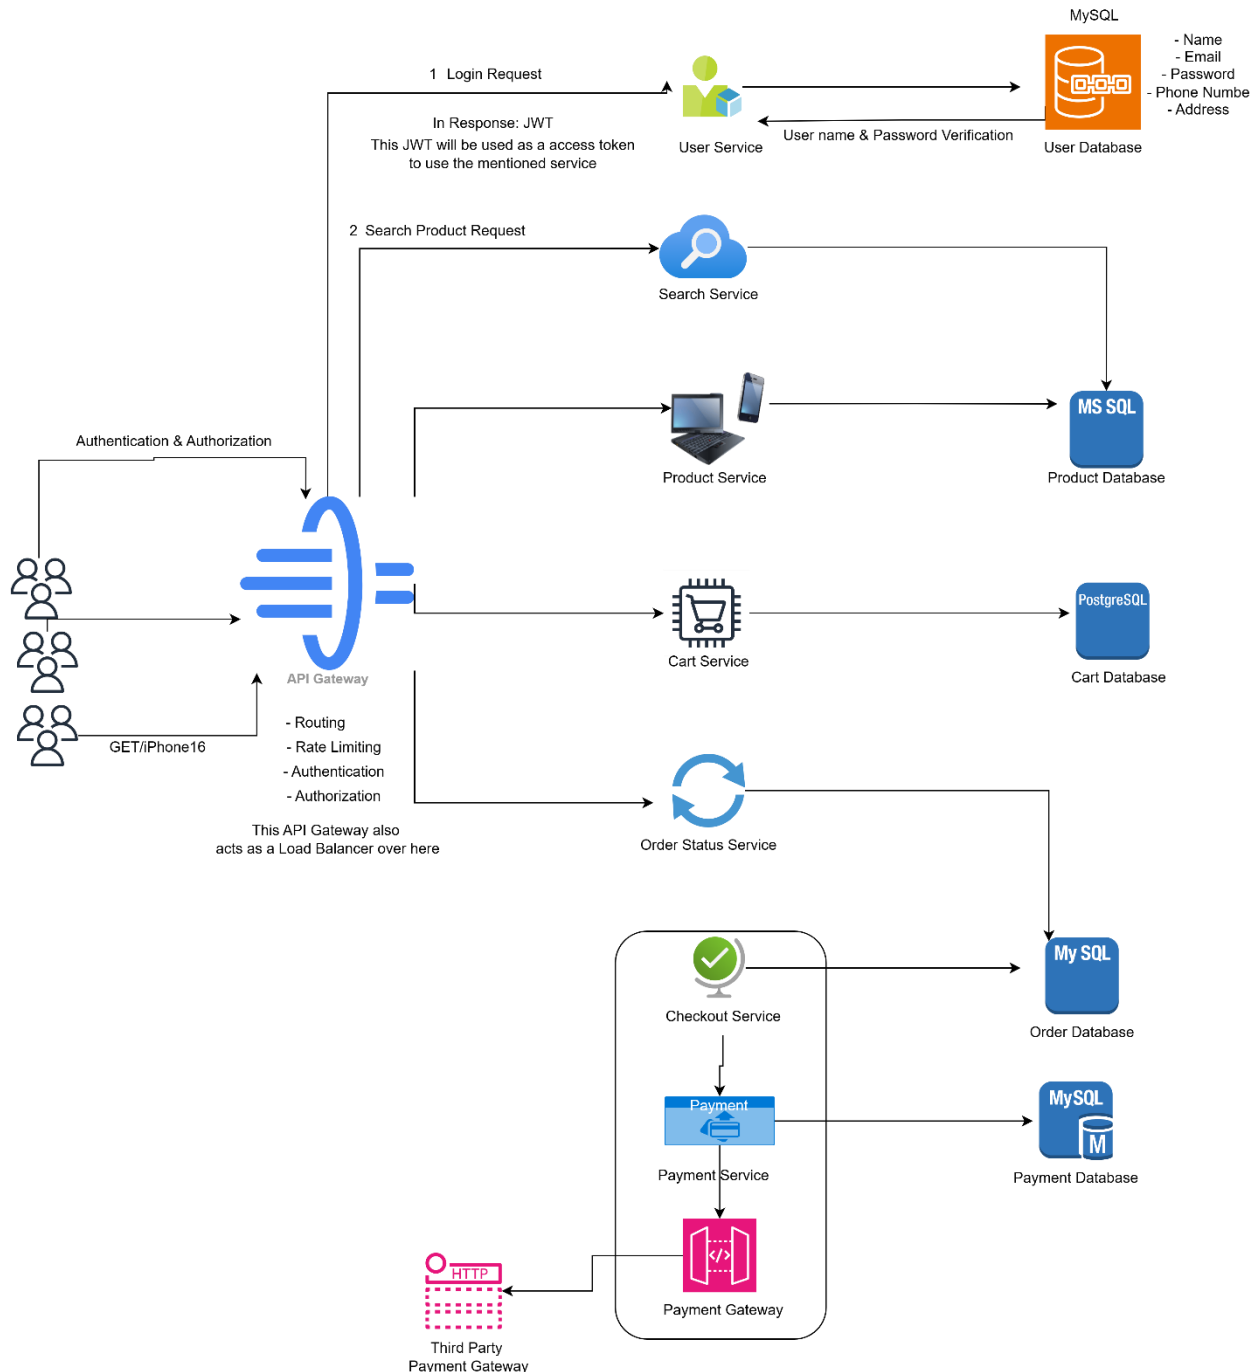 MySQL
- Name
- Email
- Password
- Phone Numbe
- Address
1 Login Request
In Response: JWT
This JWT will be used as a access token
to use the mentioned service
User Service
User name & Password Verification
User Database
2 Search Product Request
Search Service
MS SQL
Product Service
Product Database
Authentication & Authorization
PostgreSQL
Cart Service
Cart Database
API Gateway
GET/iPhone16
- Routing
- Rate Limiting
- Authentication
- Authorization
This API Gateway also
acts as a Load Balancer over here
Order Status Service
My SQL
Checkout Service
Order Database
Payment
MySQL
M
Payment Service
Payment Database
</>
HTTP
Payment Gateway
Third Party
Payment Gateway